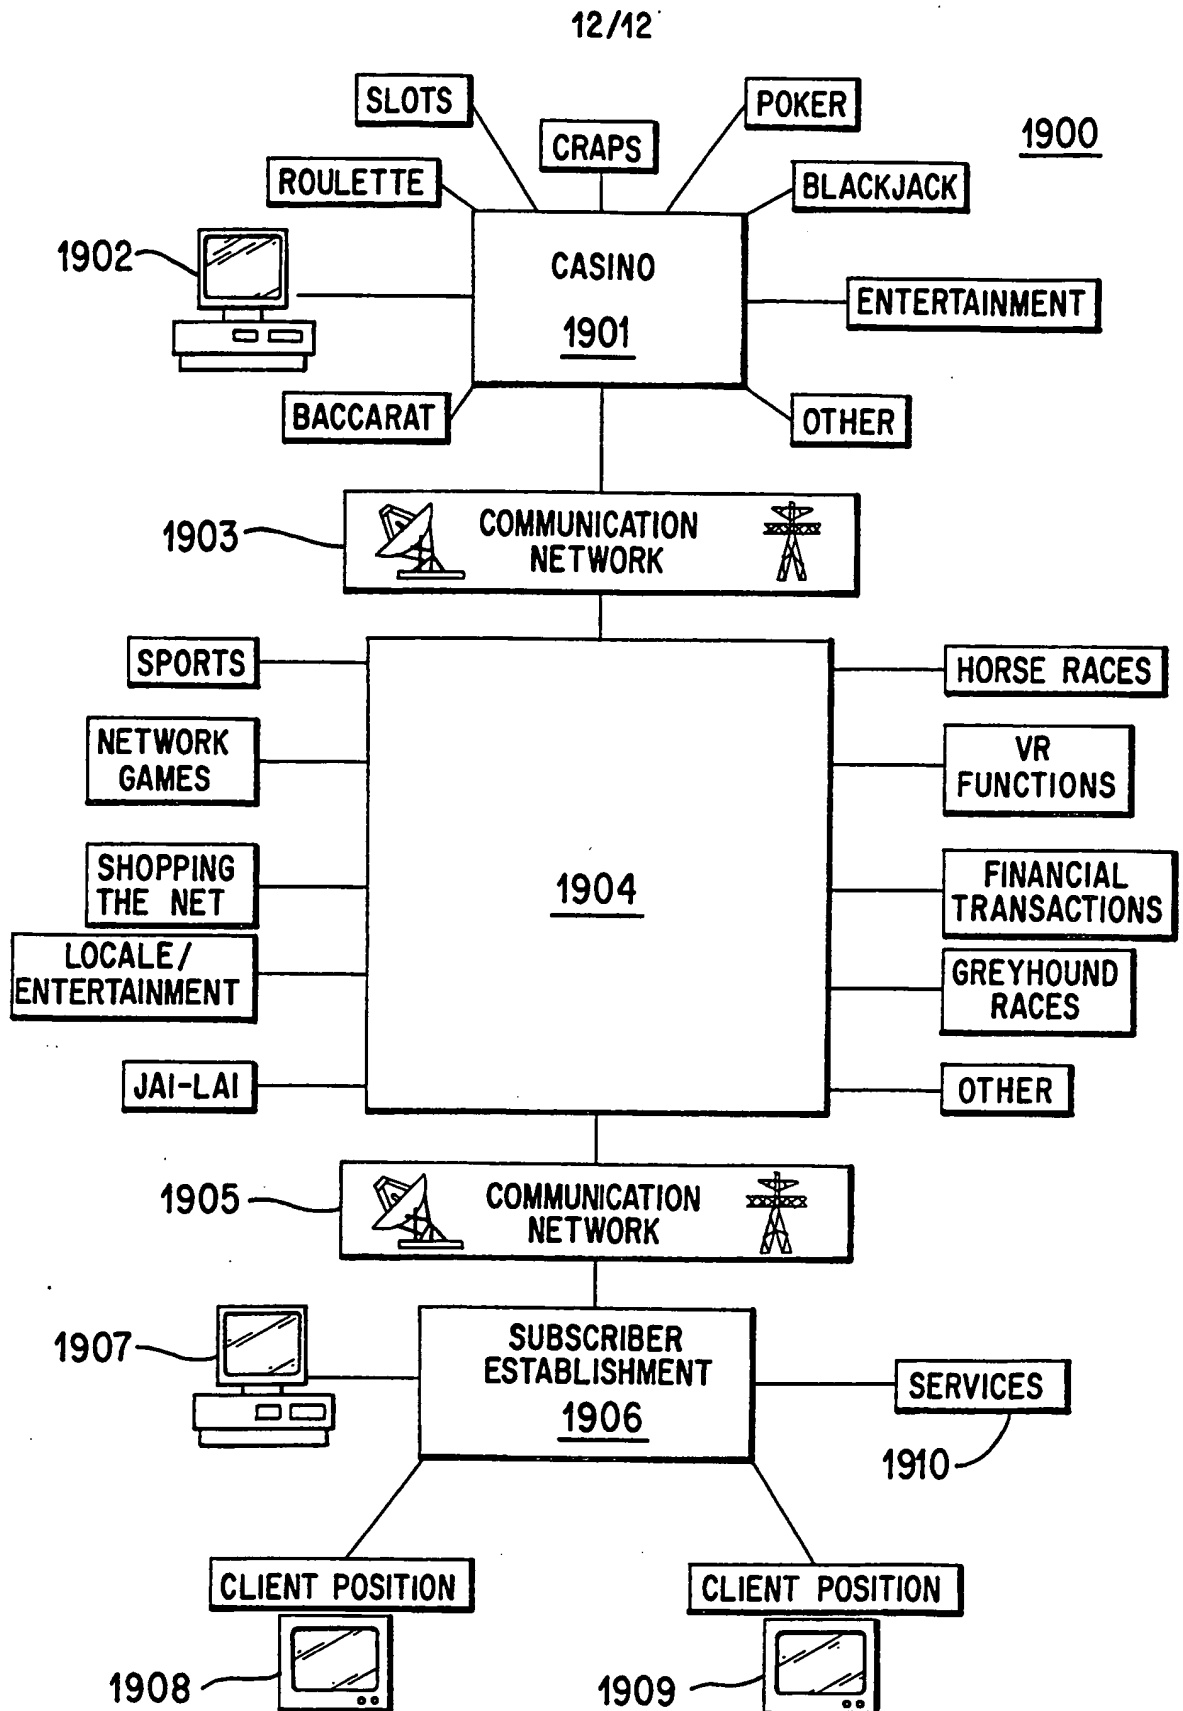 12/12
SLOTS
POKER
CRAPS
1900
ROULETTE
BLACKJACK
1902
CASINO
1901
ENTERTAINMENT
BACCARAT
OTHER
1903
COMMUNICATION
NETWORK
SPORTS
HORSE RACES
NETWORK
GAMES
VR
FUNCTIONS
SHOPPING
THE NET
1904
FINANCIAL
TRANSACTIONS
LOCALE/
ENTERTAINMENT
GREYHOUND
RACES
JAI-LAI
OTHER
1905
COMMUNICATION
NETWORK
1907
SUBSCRIBER
ESTABLISHMENT
1906
SERVICES
1910
CLIENT POSITION
CLIENT POSITION
1908
1909